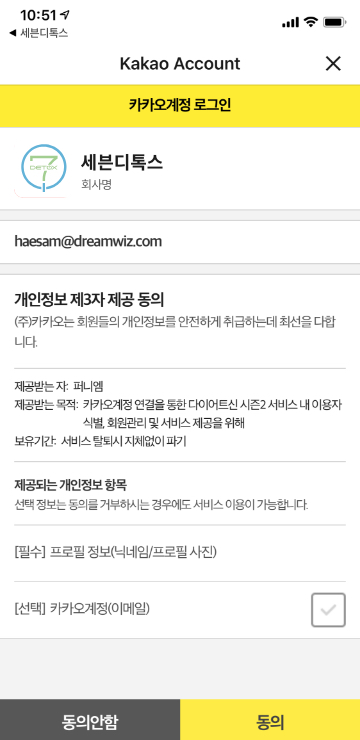 10:51
◀ 세븐디톡스
Kakao Account
카카오계정 로그인
7
DETOX
세븐디톡스
회사명
haesam@dreamwiz.com
개인정보 제3자 제공 동의
(주)카카오는 회원들의 개인정보를 안전하게 취급하는데 최선을 다합
니다.
제공받는 자: 퍼니엠
제공받는 목적: 카카오계정 연결을 통한 다이어트신 시즌2 서비스 내 이용자
식별, 회원관리 및 서비스 제공을 위해
보유기간: 서비스 탈퇴시 지체없이 파기
제공되는 개인정보 항목
선택 정보는 동의를 거부하시는 경우에도 서비스 이용이 가능합니다.
[필수] 프로필 정보(닉네임/프로필 사진)
[선택] 카카오계정(이메일)
동의안함
동의